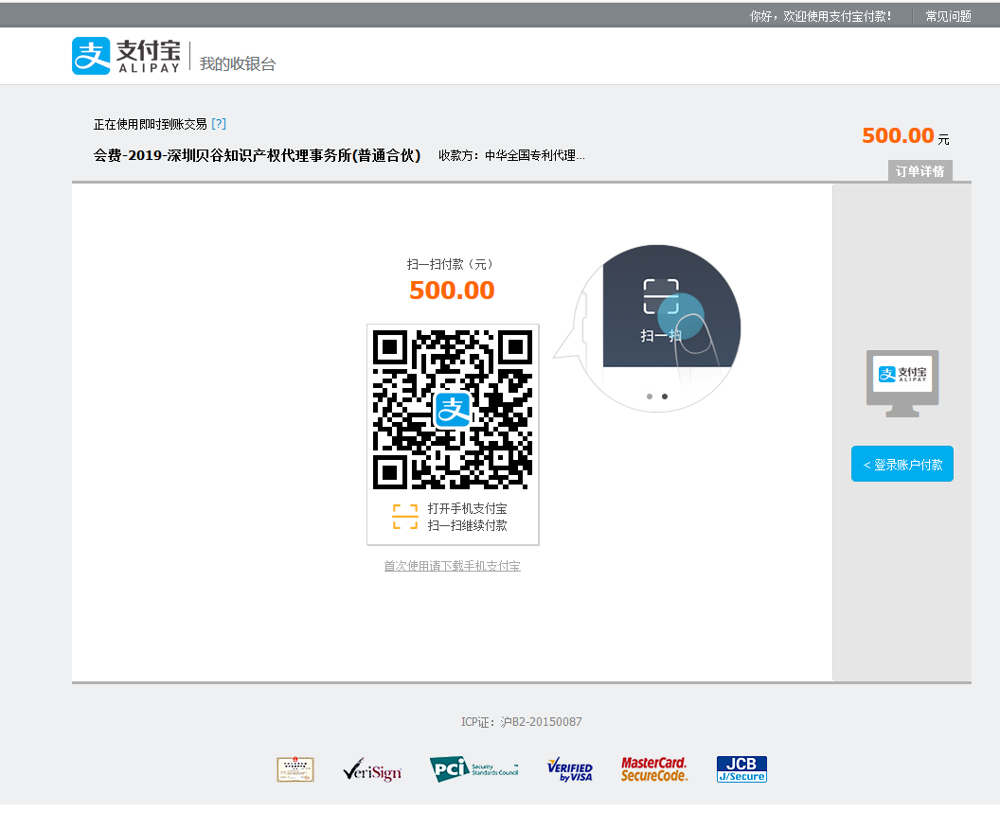 你好，欢迎使用支付宝付款！ 常见问题
支付宝
ALIPAY
我的收银台
正在使用即时到账交易 [?]
会费-2019-深圳贝谷知识产权代理事务所(普通合伙) 收款方：中华全国专利代理...
500.00 元
订单详情
扫一扫付款（元）
500.00
支
打开手机支付宝
扫一扫继续付款
首次使用请下载手机支付宝
扫一扫
支付宝
ALIPAY
< 登录账户付款
ICP证：沪B2-20150087
VeriSign
PCi Security
Standards Council
VERIFIED
by VISA
MasterCard.
SecureCode.
JCB
J/Secure